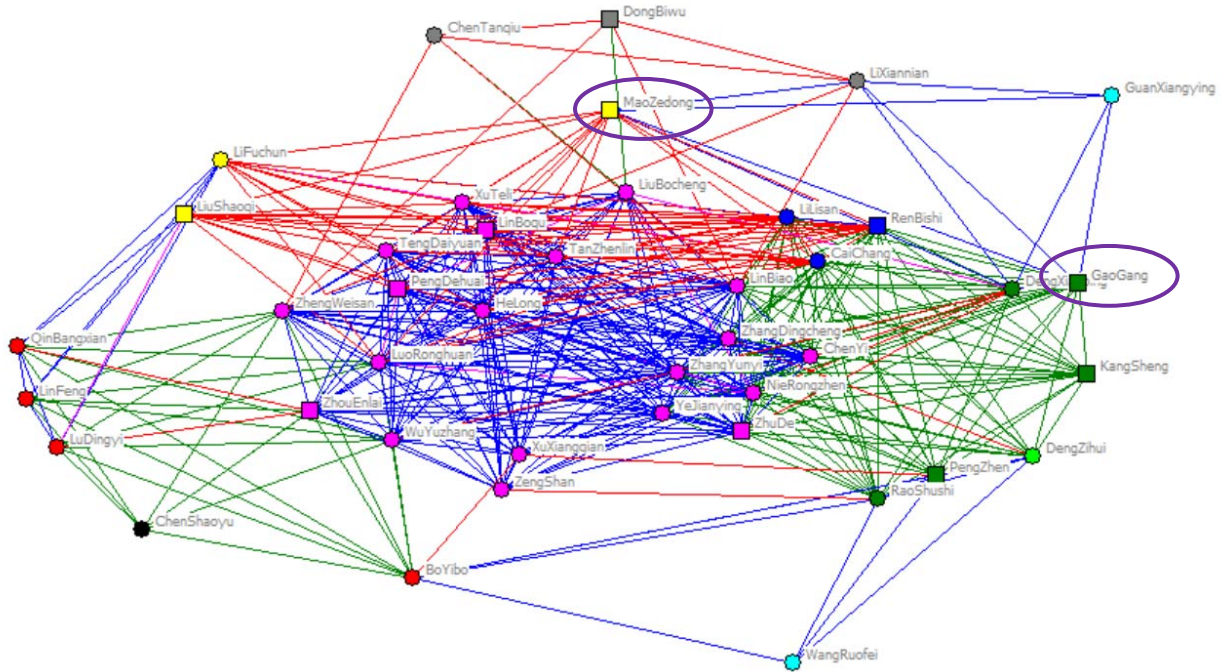 ChenTanqiu
DongBiwu
LiXiannian
GuanXiangying
MaoZedong
LiFuchun
LiuShaoqi
XuTeli
LiuBocheng
LinBoqu
LiLisan
RenBishi
TengDaiyuan
TanZhenlin
CaiChang
PengDehuai
LinBiao
GaoGang
ZhengWeisan
HeLong
QinBangxian
ZhangDingcheng
LuoRonghuan
ChenYi
ZhangYunyi
KangSheng
NieRongzhen
LinFeng
ZhouEnlai
YeJianying
ZhuDe
WuYuzhang
LuDingyi
XuXiangqian
DengZihui
PengZhen
ZengShan
RaoShushi
ChenShaoyu
BoYibo
WangRuofei